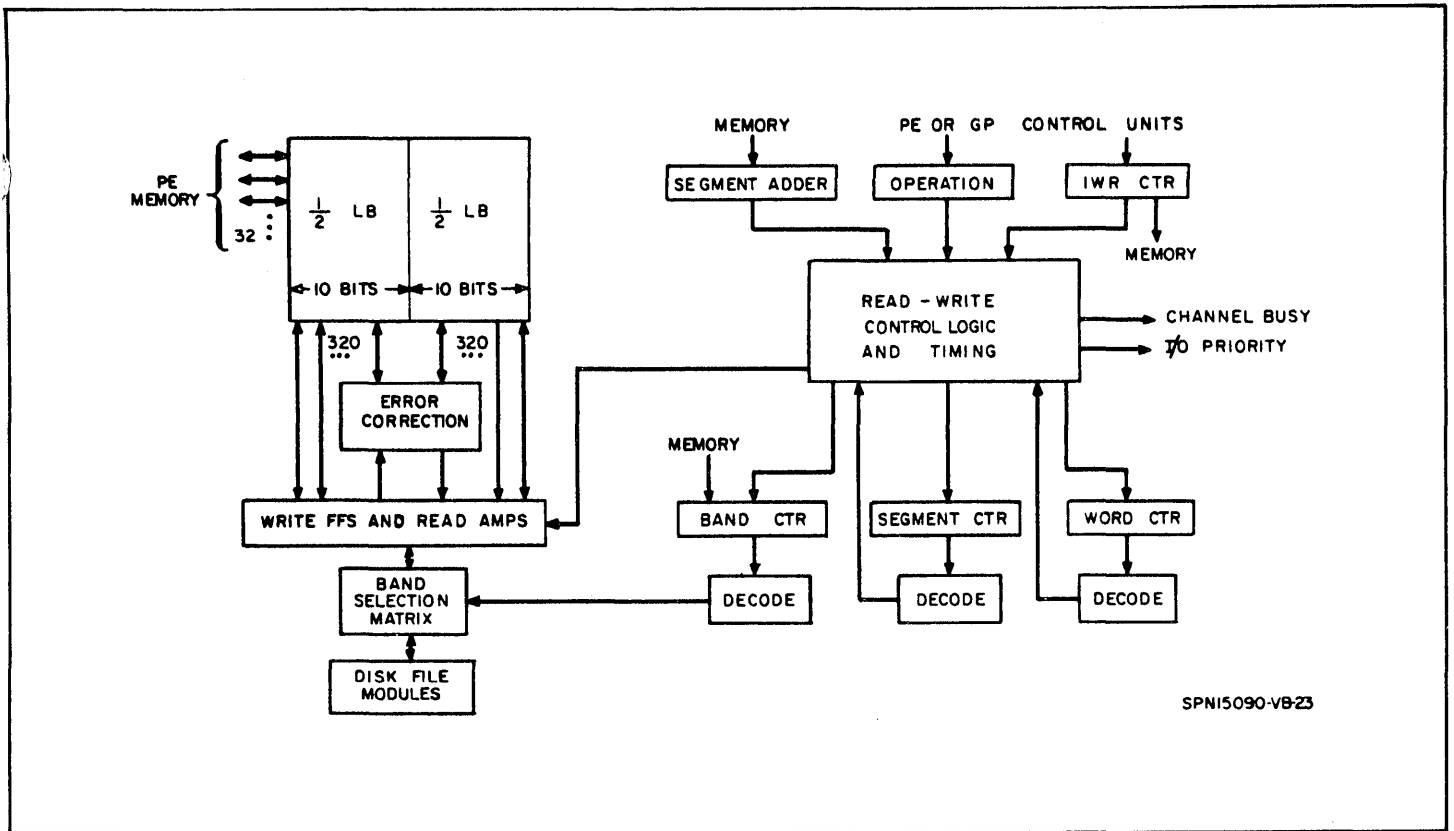 PE
MEMORY
32
1/2 LB
1/2 LB
10 BITS
10 BITS
320
320
ERROR
CORRECTION
WRITE FFS AND READ AMPS
BAND
SELECTION
MATRIX
DISK FILE
MODULES
MEMORY
PE OR GP CONTROL UNITS
SEGMENT ADDER
OPERATION
IWR CTR
MEMORY
READ - WRITE
CONTROL LOGIC
AND TIMING
CHANNEL BUSY
I/O PRIORITY
MEMORY
BAND CTR
SEGMENT CTR
WORD CTR
DECODE
DECODE
DECODE
SPN15090-VB-23